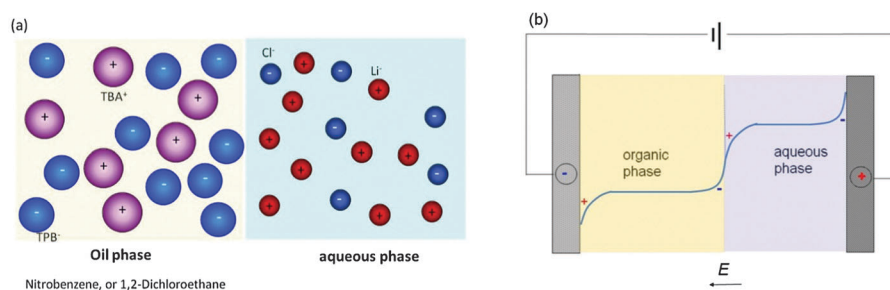 (a)
Cl-
Li-
TBA+
TPB-
Oil phase
aqueous phase
Nitrobenzene, or 1,2-Dichloroethane
(b)
organic
phase
aqueous
phase
+
-
+
-
-
+
E